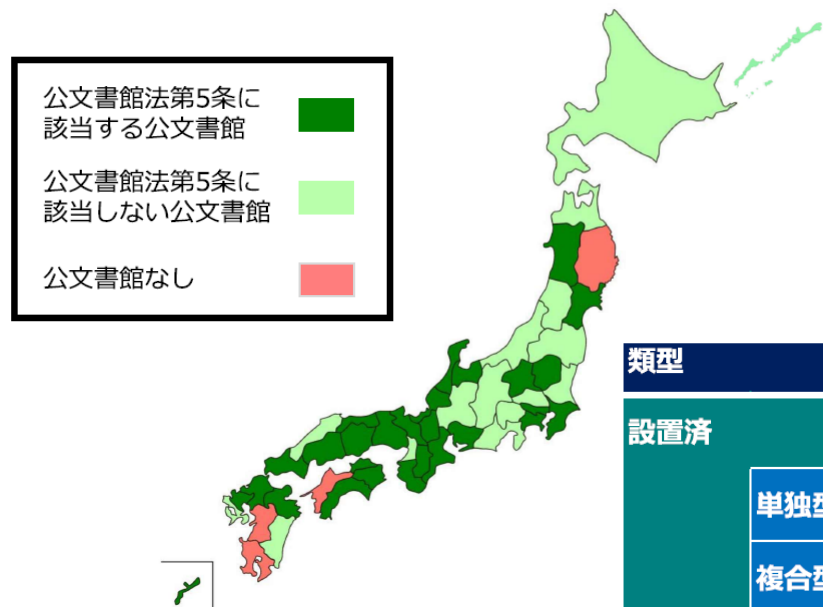 公文書館法第5条に
該当する公文書館
公文書館法第5条に
該当しない公文書館
公文書館なし
類型
設置済
単独型
複合型